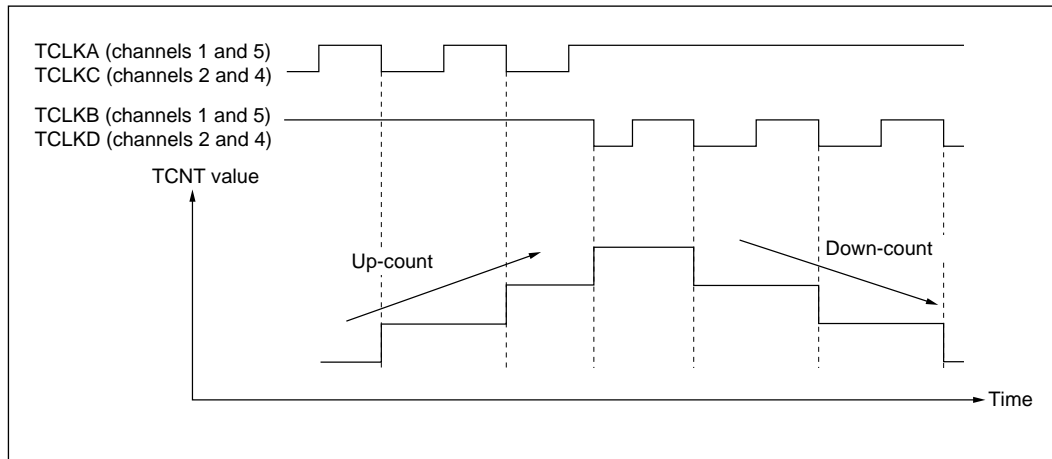 TCLKA (channels 1 and 5)
TCLKC (channels 2 and 4)
TCLKB (channels 1 and 5)
TCLKD (channels 2 and 4)
TCNT value
Up-count
Down-count
Time